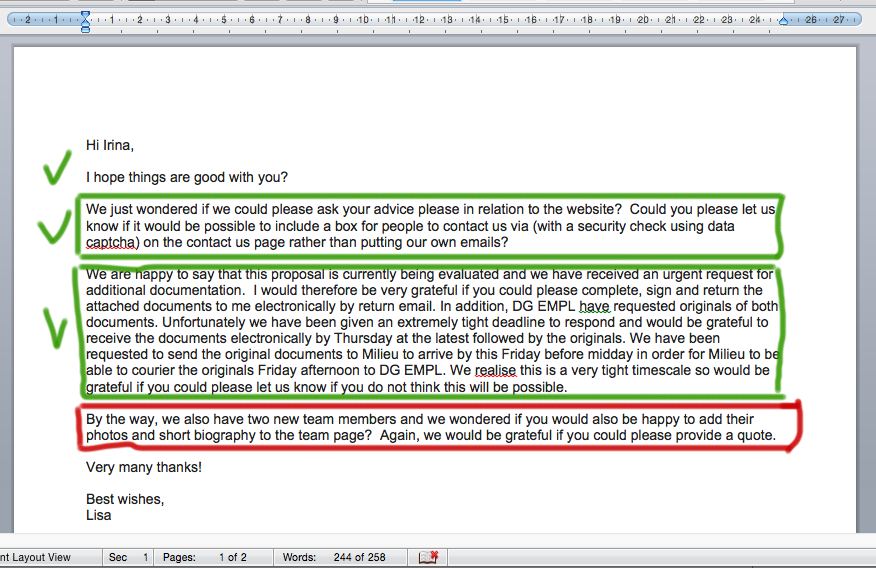 2 1 1 2 3 4 5 6 7 8 9 10 11 12 13 14 15 16 17 18 19 20 21 22 23 24 26 27
Hi Irina,
I hope things are good with you?
We just wondered if we could please ask your advice please in relation to the website?  Could you please let us
know if it would be possible to include a box for people to contact us via (with a security check using data
captcha) on the contact us page rather than putting our own emails?
We are happy to say that this proposal is currently being evaluated and we have received an urgent request for
additional documentation.  I would therefore be very grateful if you could please complete, sign and return the
attached documents to me electronically by return email. In addition, DG EMPL have requested originals of both
documents. Unfortunately we have been given an extremely tight deadline to respond and would be grateful to
receive the documents electronically by Thursday at the latest followed by the originals. We have been
requested to send the original documents to Milieu to arrive by this Friday before midday in order for Milieu to be
able to courier the originals Friday afternoon to DG EMPL. We realise this is a very tight timescale so would be
grateful if you could please let us know if you do not think this will be possible.
By the way, we also have two new team members and we wondered if you would also be happy to add their
photos and short biography to the team page?  Again, we would be grateful if you could please provide a quote.
Very many thanks!
Best wishes,
Lisa
nt Layout View Sec 1 Pages: 1 of 2 Words: 244 of 258